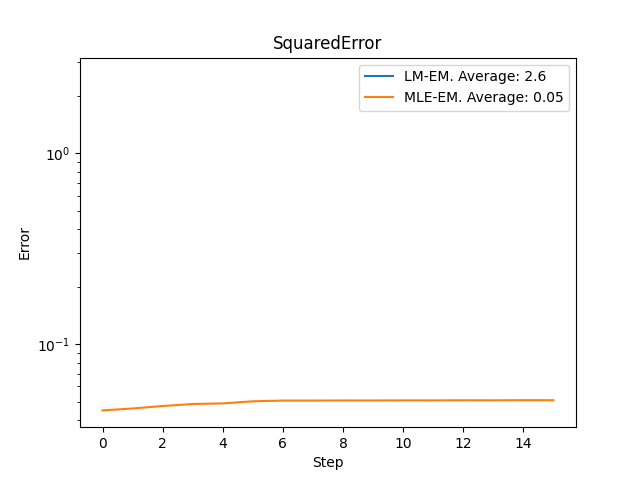 SquaredError
LM-EM. Average: 2.6
MLE-EM. Average: 0.05
10⁰
10⁻¹
Error
0 2 4 6 8 10 12 14
Step